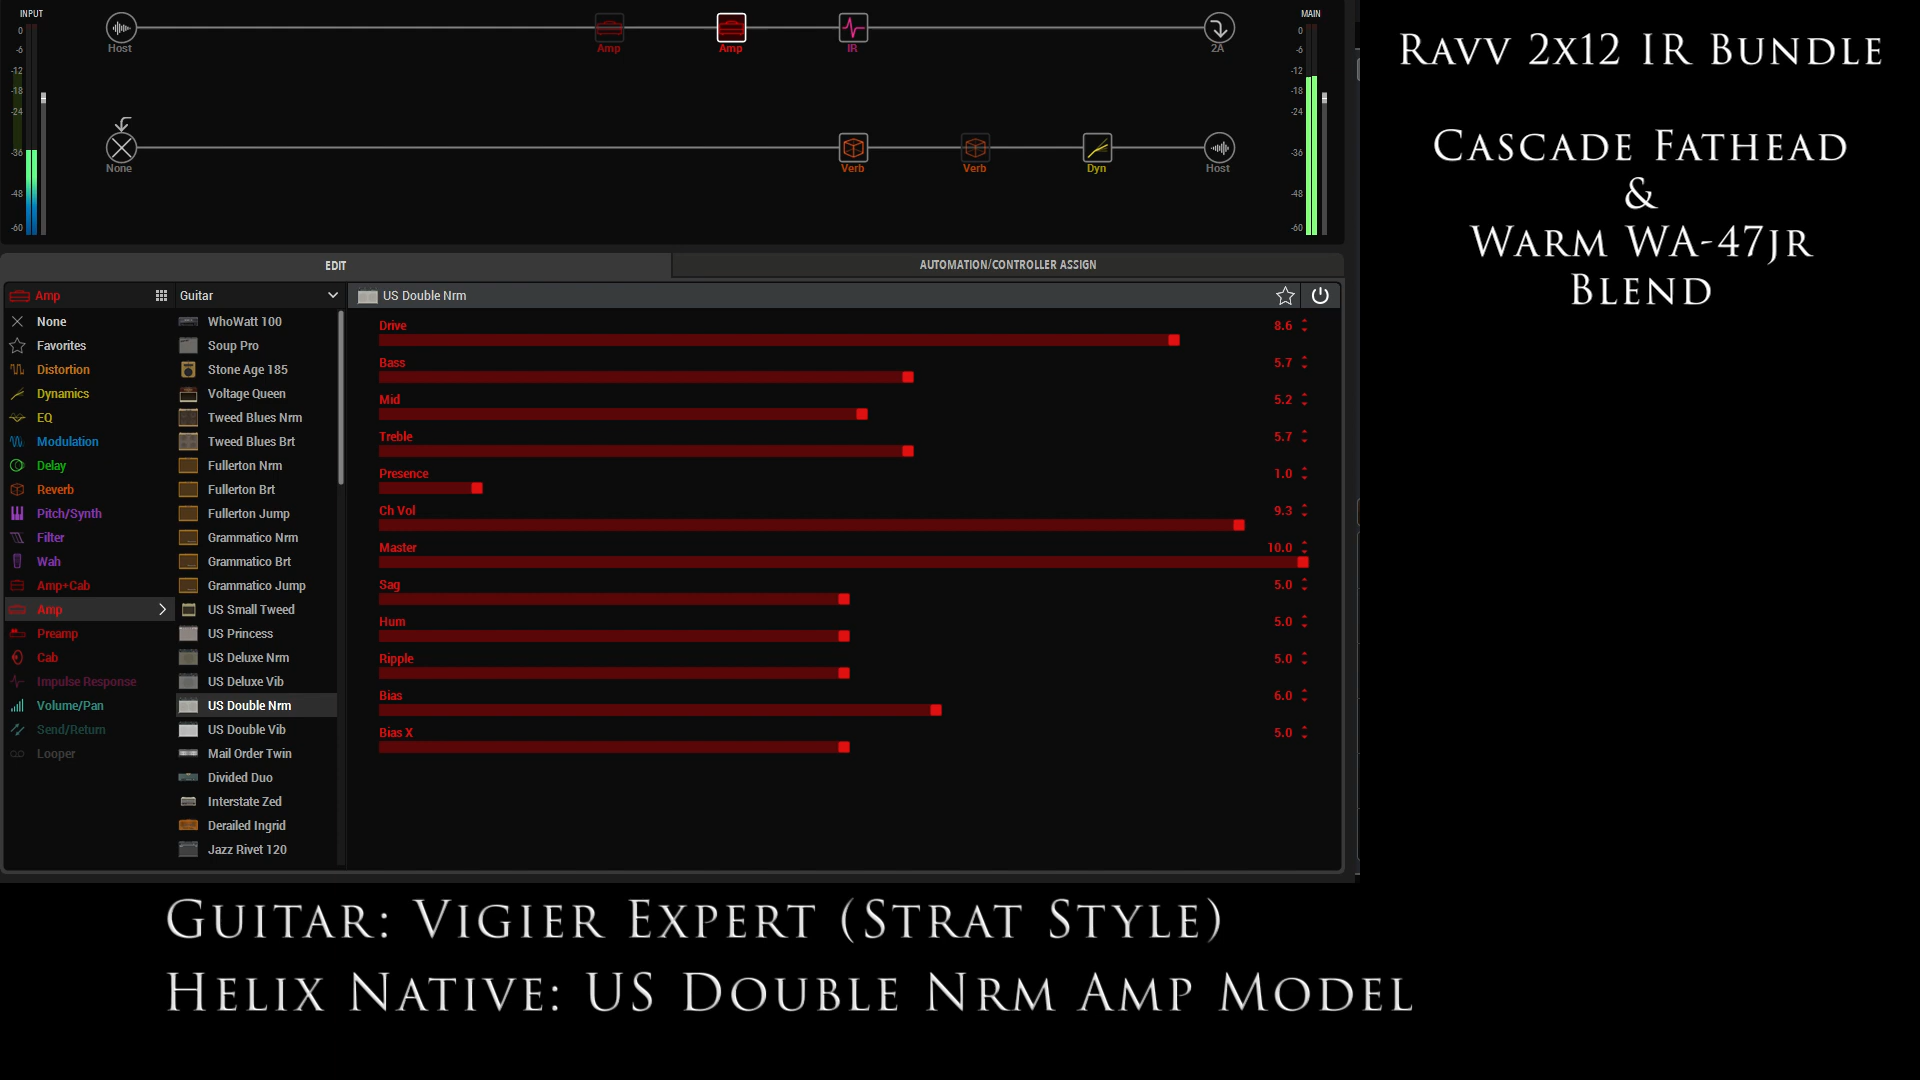 INPUT
0
-6
-12
-18
-24
-36
-48
-60
Host
Amp
Amp
IR
2A
MAIN
0
-6
-12
-18
-24
-36
-48
-60
None
Verb
Verb
Dyn
Host
EDIT
AUTOMATION/CONTROLLER ASSIGN
Amp
None
Favorites
Distortion
Dynamics
EQ
Modulation
Delay
Reverb
Pitch/Synth
Filter
Wah
Amp+Cab
Amp
Preamp
Cab
Impulse Response
Volume/Pan
Send/Return
Looper
Guitar
WhoWatt 100
Soup Pro
Stone Age 185
Voltage Queen
Tweed Blues Nrm
Tweed Blues Brt
Fullerton Nrm
Fullerton Brt
Fullerton Jump
Grammatico Nrm
Grammatico Brt
Grammatico Jump
US Small Tweed
US Princess
US Deluxe Nrm
US Deluxe Vib
US Double Nrm
US Double Vib
Mail Order Twin
Divided Duo
Interstate Zed
Derailed Ingrid
Jazz Rivet 120
US Double Nrm
Drive 8.6
Bass 5.7
Mid 5.2
Treble 5.7
Presence 1.0
Ch Vol 9.3
Master 10.0
Sag 5.0
Hum 5.0
Ripple 5.0
Bias 6.0
Bias X 5.0
Ravv 2x12 IR Bundle
Cascade Fathead
&
Warm WA-47jr
Blend
Guitar: Vigier Expert (Strat Style)
Helix Native: US Double Nrm Amp Model